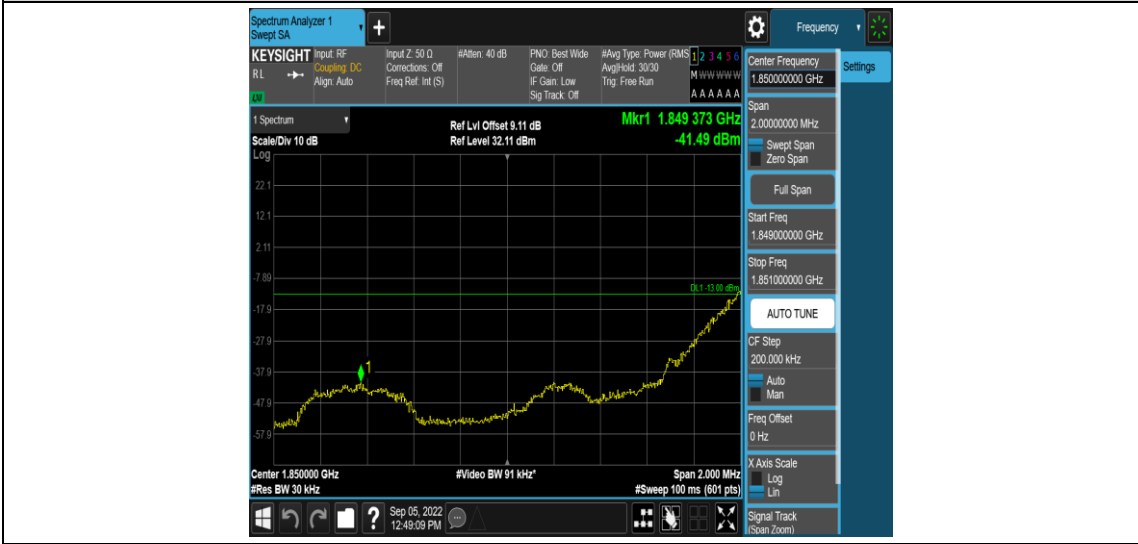 Spectrum Analyzer 1
Swept SA
+
Frequency
KEYSIGHT
RL
Input: RF
Coupling: DC
Align: Auto
Input Z: 50 Ω
Corrections: Off
Freq Ref: Int (S)
#Atten: 40 dB
PNO: Best Wide
Gate: Off
IF Gain: Low
Sig Track: Off
#Avg Type: Power (RMS
Avg|Hold: 30/30
Trig: Free Run
1 2 3 4 5 6
M W W W W W
A A A A A A
1 Spectrum
Scale/Div 10 dB
Log
Ref Lvl Offset 9.11 dB
Ref Level 32.11 dBm
Mkr1 1.849 373 GHz
-41.49 dBm
22.1
12.1
2.11
-7.89
DL1 -13.00 dBm
-17.9
-27.9
-37.9
1
-47.9
-57.9
Center 1.850000 GHz
#Res BW 30 kHz
#Video BW 91 kHz*
Span 2.000 MHz
#Sweep 100 ms (601 pts)
?
Sep 05, 2022
12:49:09 PM
Center Frequency
1.850000000 GHz
Settings
Span
2.00000000 MHz
Swept Span
Zero Span
Full Span
Start Freq
1.849000000 GHz
Stop Freq
1.851000000 GHz
AUTO TUNE
CF Step
200.000 kHz
Auto
Man
Freq Offset
0 Hz
X Axis Scale
Log
Lin
Signal Track
(Span Zoom)